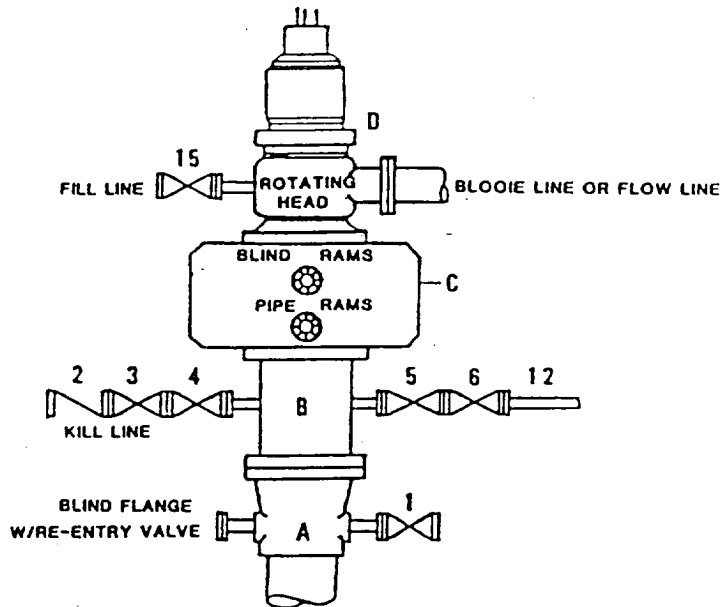 D
15
FILL LINE
ROTATING
HEAD
BLOOIE LINE OR FLOW LINE
BLIND RAMS
C
PIPE RAMS
2 3 4
5 6 12
B
KILL LINE
BLIND FLANGE
W/RE-ENTRY VALVE
A
1